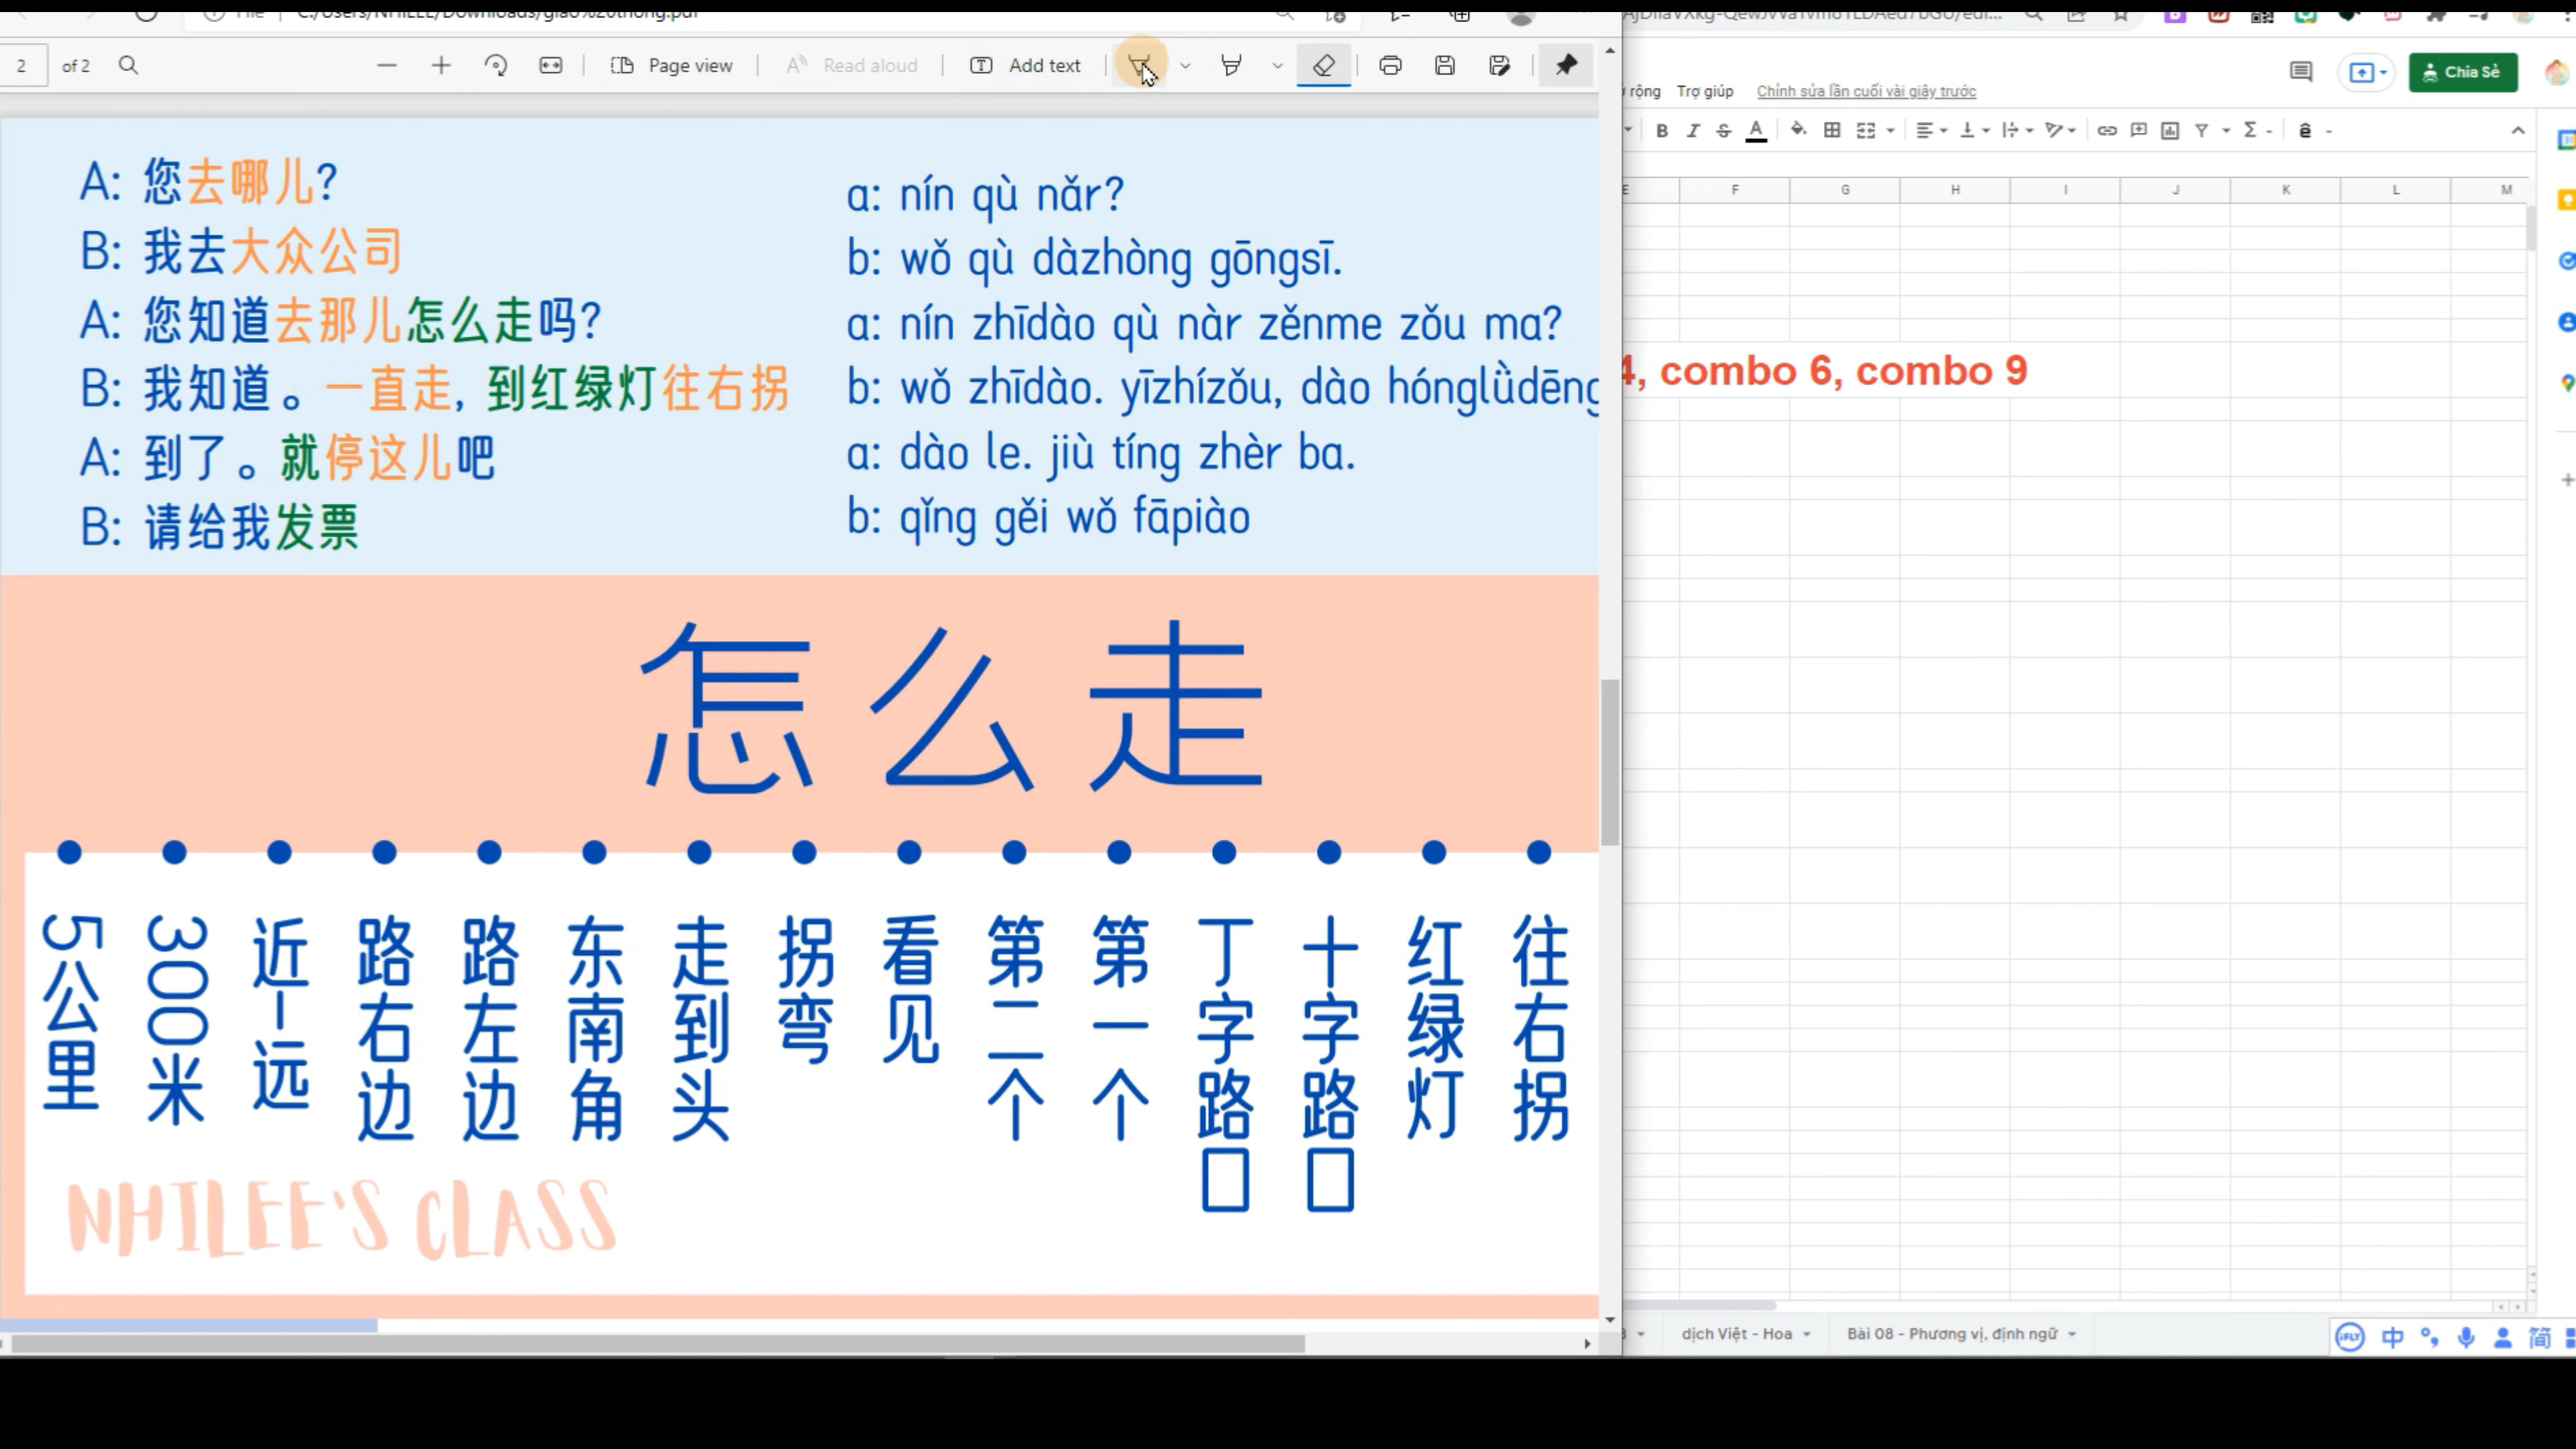 2 of 2
Page view
Read aloud
Add text
A: 您去哪儿?
B: 我去大众公司
A: 您知道去那儿怎么走吗?
B: 我知道。一直走, 到红绿灯往右拐
A: 到了。就停这儿吧
B: 请给我发票
a: nín qù nǎr?
b: wǒ qù dàzhòng gōngsī.
a: nín zhīdào qù nàr zěnme zǒu ma?
b: wǒ zhīdào. yīzhízǒu, dào hónglǜdēng
a: dào le. jiù tíng zhèr ba.
b: qǐng gěi wǒ fāpiào
怎么走
5公里
300米
近-远
路右边
路左边
东南角
走到头
拐弯
看见
第二个
第一个
丁字路口
十字路口
红绿灯
往右拐
NHILEE'S CLASS
rộng Trợ giúp Chỉnh sửa lần cuối vài giây trước
Chia Sẻ
E F G H I J K L M
4, combo 6, combo 9
dịch Việt - Hoa
Bài 08 - Phương vị, định ngữ
iFLY 中 简